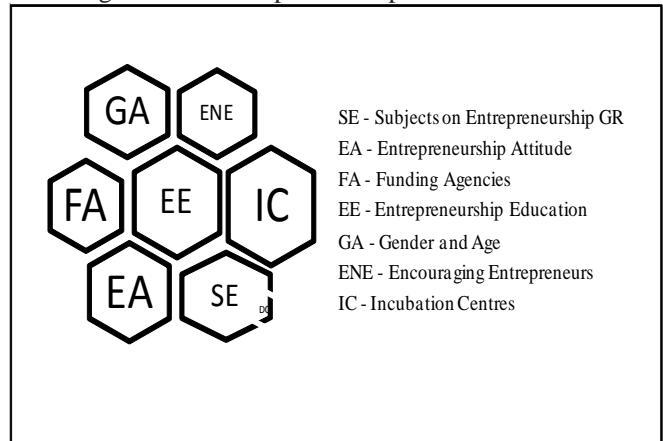 GA ENE
FA EE IC
EA SE
SE - Subjects on Entrepreneurship GR
EA - Entrepreneurship Attitude
FA - Funding Agencies
EE - Entrepreneurship Education
GA - Gender and Age
ENE - Encouraging Entrepreneurs
IC - Incubation Centres